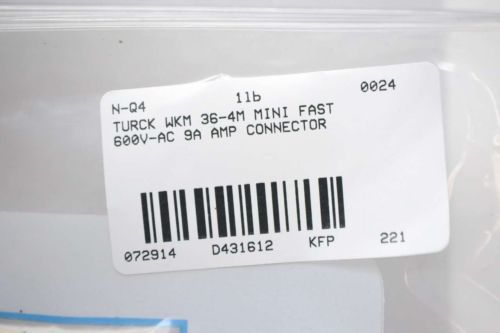 N-Q4 1lb 0024
TURCK WKM 36-4M MINI FAST
600V-AC 9A AMP CONNECTOR
072914 D431612 KFP 221